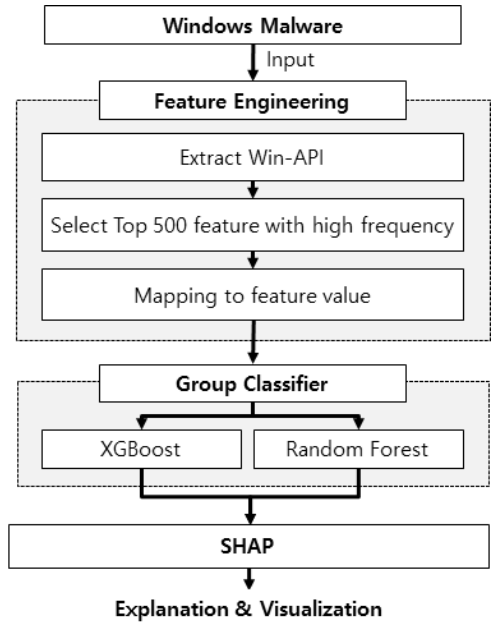 Windows Malware
Input
Feature Engineering
Extract Win-API
Select Top 500 feature with high frequency
Mapping to feature value
Group Classifier
XGBoost
Random Forest
SHAP
Explanation & Visualization